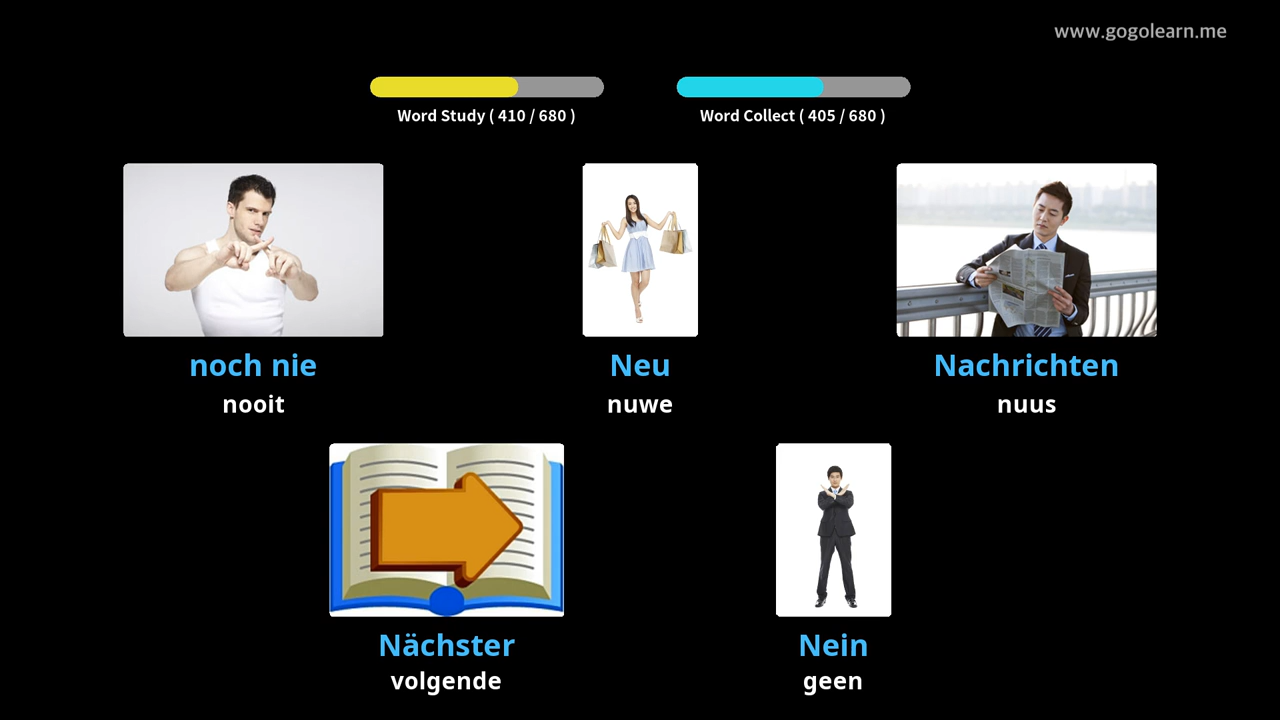 www.gogolearn.me
Word Study ( 410 / 680 )
Word Collect ( 405 / 680 )
noch nie
nooit
Neu
nuwe
Nachrichten
nuus
Nächster
volgende
Nein
geen